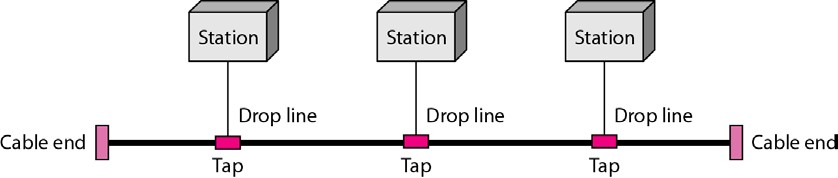 Station Station Station
Drop line Drop line Drop line
Cable end Cable end
Tap Tap Tap